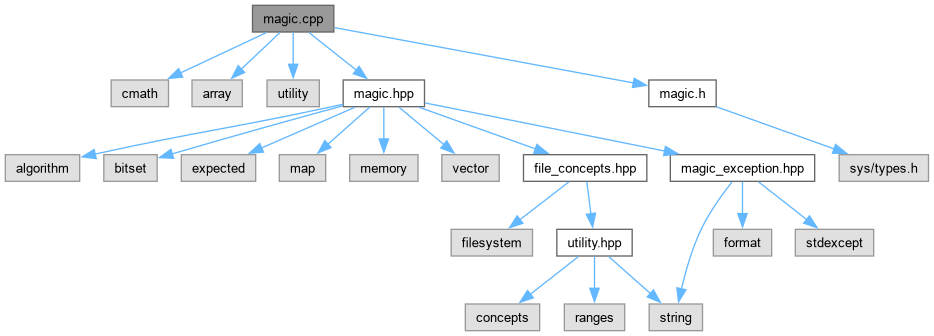 magic.cpp
cmath
array
utility
magic.hpp
magic.h
algorithm
bitset
expected
map
memory
vector
file_concepts.hpp
magic_exception.hpp
sys/types.h
filesystem
utility.hpp
format
stdexcept
concepts
ranges
string